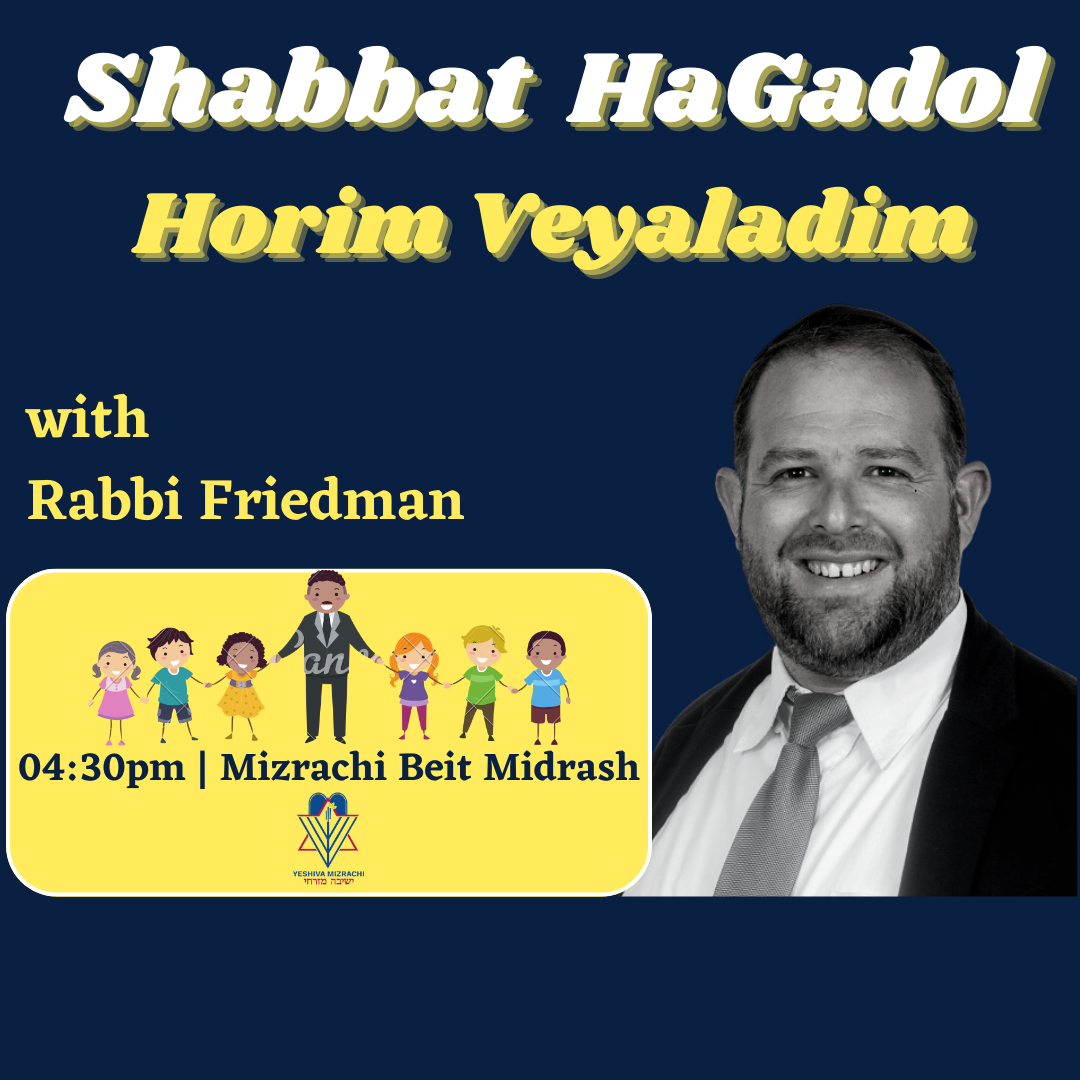 Shabbat HaGadol
Horim Veyaladim
with
Rabbi Friedman
04:30pm | Mizrachi Beit Midrash
YESHIVA MIZRACHI
ישיבה מזרחי